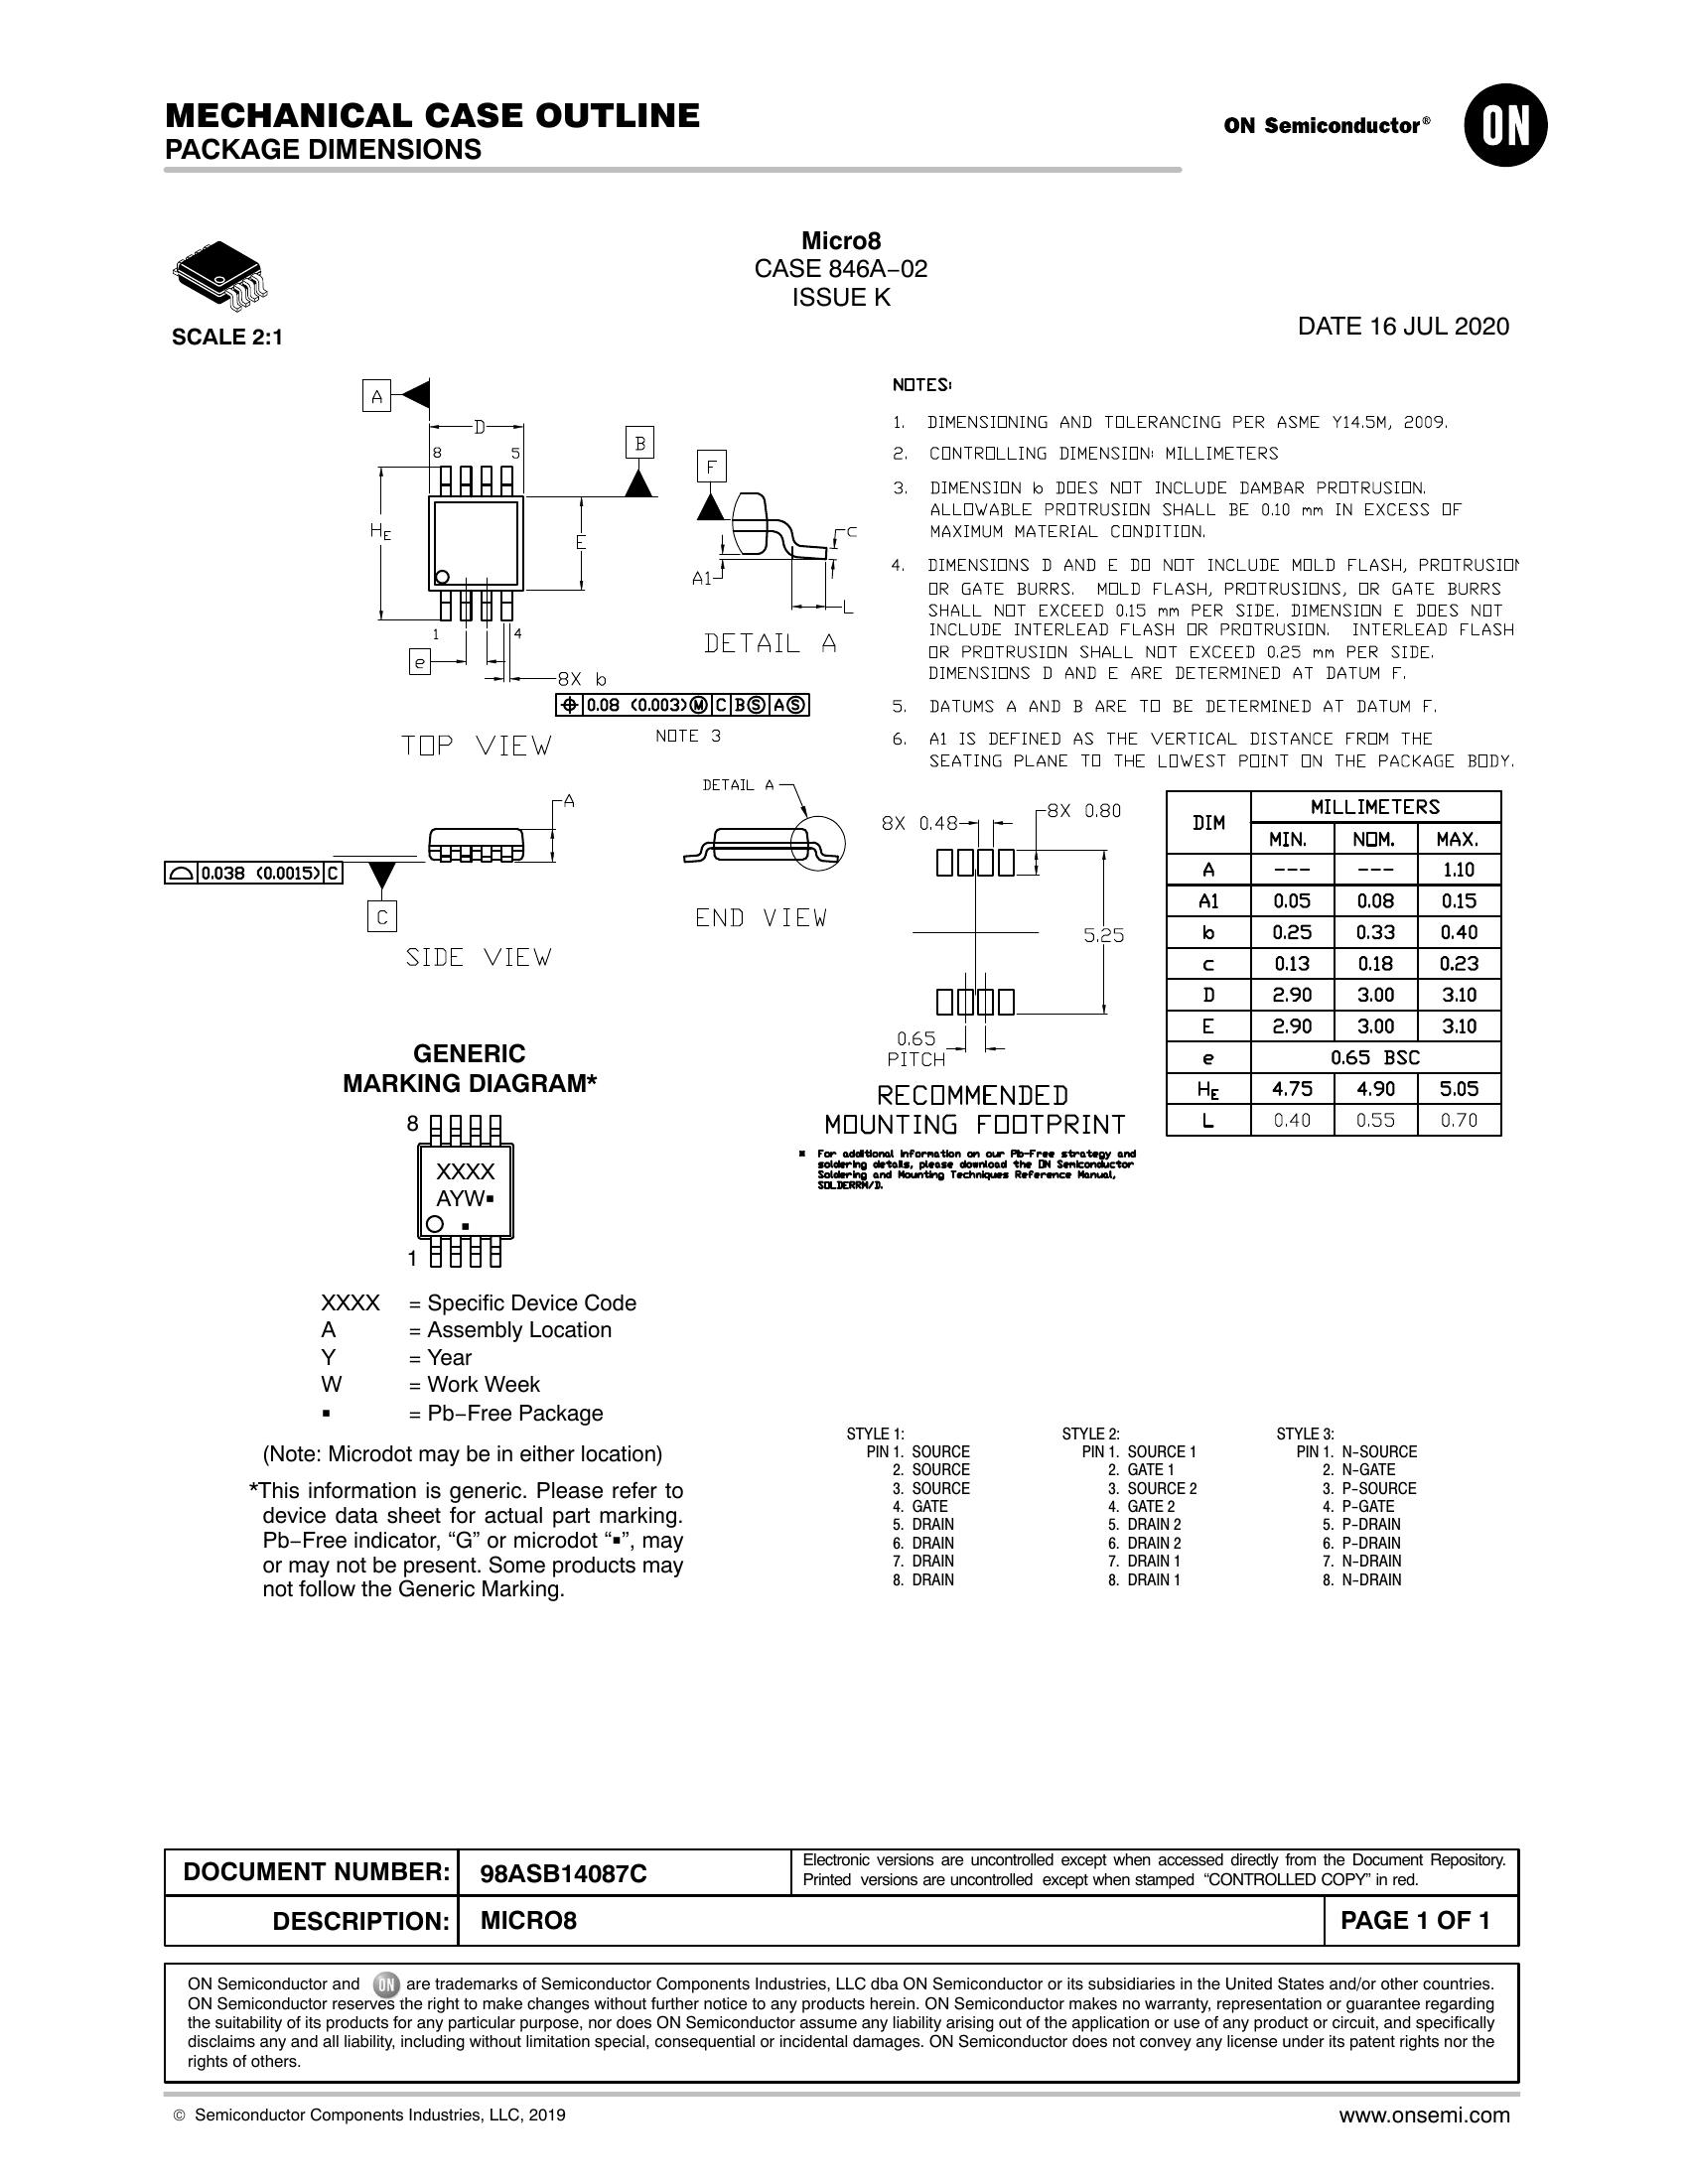 MECHANICAL CASE OUTLINE
PACKAGE DIMENSIONS
ON Semiconductor®
ON
Micro8
CASE 846A−02
ISSUE K
SCALE 2:1
DATE 16 JUL 2020
A
D
B
8
5
F
HE
E
c
A1
L
1
4
DETAIL A
e
8X b
0.08 (0.003) M C B S A S
TOP VIEW
NOTE 3
NOTES:
1. DIMENSIONING AND TOLERANCING PER ASME Y14.5M, 2009.
2. CONTROLLING DIMENSION: MILLIMETERS
3. DIMENSION b DOES NOT INCLUDE DAMBAR PROTRUSION.
ALLOWABLE PROTRUSION SHALL BE 0.10 mm IN EXCESS OF
MAXIMUM MATERIAL CONDITION.
4. DIMENSIONS D AND E DO NOT INCLUDE MOLD FLASH, PROTRUSION
OR GATE BURRS. MOLD FLASH, PROTRUSIONS, OR GATE BURRS
SHALL NOT EXCEED 0.15 mm PER SIDE. DIMENSION E DOES NOT
INCLUDE INTERLEAD FLASH OR PROTRUSION. INTERLEAD FLASH
OR PROTRUSION SHALL NOT EXCEED 0.25 mm PER SIDE.
DIMENSIONS D AND E ARE DETERMINED AT DATUM F.
5. DATUMS A AND B ARE TO BE DETERMINED AT DATUM F.
6. A1 IS DEFINED AS THE VERTICAL DISTANCE FROM THE
SEATING PLANE TO THE LOWEST POINT ON THE PACKAGE BODY.
A
0.038 (0.0015) C
C
SIDE VIEW
DETAIL A
END VIEW
8X 0.48
8X 0.80
5.25
0.65
PITCH
RECOMMENDED
MOUNTING FOOTPRINT
▪ For additional information on our Pb-Free strategy and
soldering details, please download the ON Semiconductor
Soldering and Mounting Techniques Reference Manual,
SOLDERRM/D.
DIM MILLIMETERS
MIN. NOM. MAX.
A --- --- 1.10
A1 0.05 0.08 0.15
b 0.25 0.33 0.40
c 0.13 0.18 0.23
D 2.90 3.00 3.10
E 2.90 3.00 3.10
e 0.65 BSC
HE 4.75 4.90 5.05
L 0.40 0.55 0.70
GENERIC
MARKING DIAGRAM*
8
XXXX
AYW▪
▪
1
XXXX = Specific Device Code
A = Assembly Location
Y = Year
W = Work Week
▪ = Pb−Free Package
(Note: Microdot may be in either location)
*This information is generic. Please refer to
device data sheet for actual part marking.
Pb−Free indicator, “G” or microdot “▪”, may
or may not be present. Some products may
not follow the Generic Marking.
STYLE 1:
PIN 1. SOURCE
2. SOURCE
3. SOURCE
4. GATE
5. DRAIN
6. DRAIN
7. DRAIN
8. DRAIN
STYLE 2:
PIN 1. SOURCE 1
2. GATE 1
3. SOURCE 2
4. GATE 2
5. DRAIN 2
6. DRAIN 2
7. DRAIN 1
8. DRAIN 1
STYLE 3:
PIN 1. N-SOURCE
2. N-GATE
3. P-SOURCE
4. P-GATE
5. P-DRAIN
6. P-DRAIN
7. N-DRAIN
8. N-DRAIN
DOCUMENT NUMBER: 98ASB14087C
Electronic versions are uncontrolled except when accessed directly from the Document Repository.
Printed versions are uncontrolled except when stamped “CONTROLLED COPY” in red.
DESCRIPTION: MICRO8
PAGE 1 OF 1
ON Semiconductor and ON are trademarks of Semiconductor Components Industries, LLC dba ON Semiconductor or its subsidiaries in the United States and/or other countries.
ON Semiconductor reserves the right to make changes without further notice to any products herein. ON Semiconductor makes no warranty, representation or guarantee regarding
the suitability of its products for any particular purpose, nor does ON Semiconductor assume any liability arising out of the application or use of any product or circuit, and specifically
disclaims any and all liability, including without limitation special, consequential or incidental damages. ON Semiconductor does not convey any license under its patent rights nor the
rights of others.
© Semiconductor Components Industries, LLC, 2019
www.onsemi.com